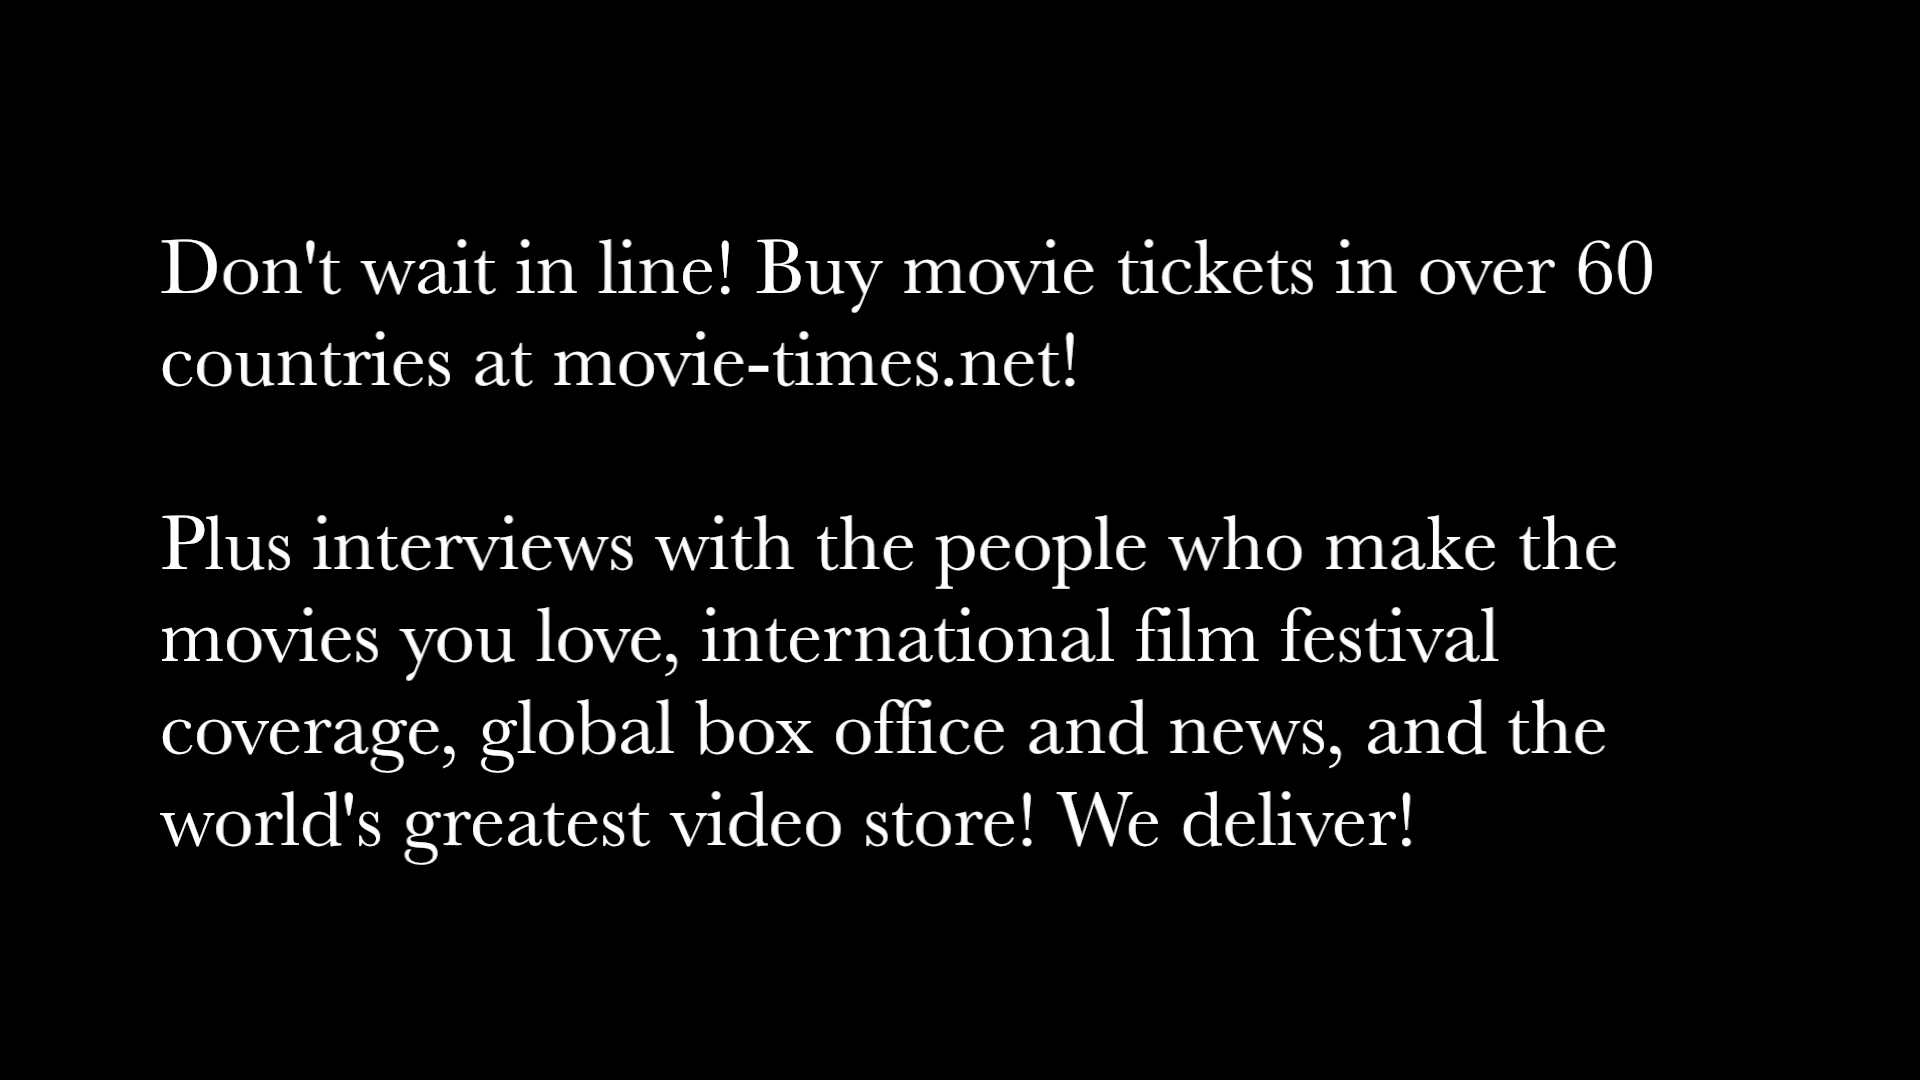 Don't wait in line! Buy movie tickets in over 60
countries at movie-times.net!
Plus interviews with the people who make the
movies you love, international film festival
coverage, global box office and news, and the
world's greatest video store! We deliver!